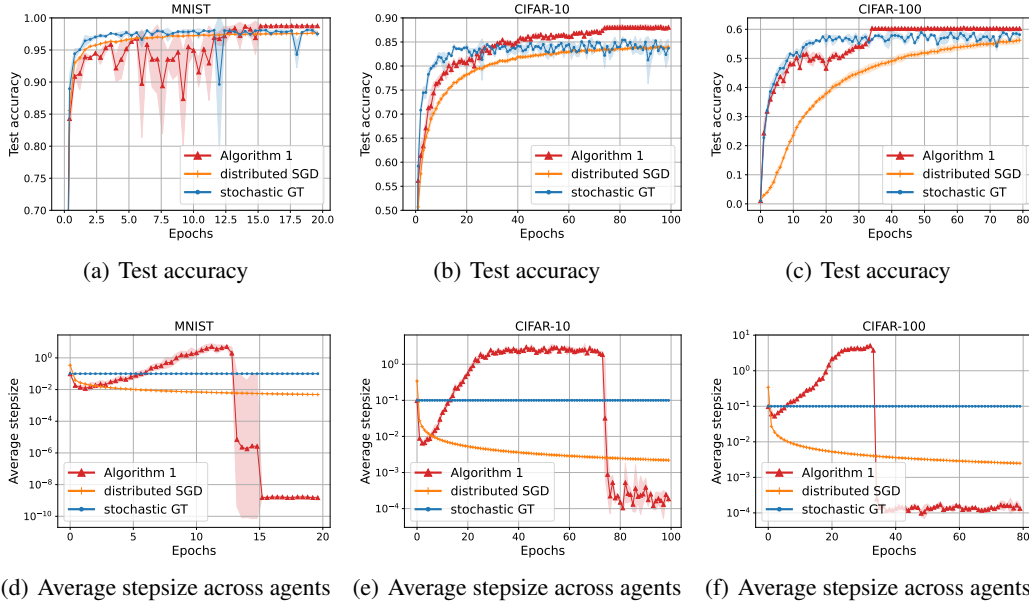 MNIST
CIFAR-10
CIFAR-100
1.00
0.95
0.90
0.85
0.80
0.75
0.70
Test accuracy
Algorithm 1
distributed SGD
stochastic GT
0.0 2.5 5.0 7.5 10.0 12.5 15.0 17.5 20.0
Epochs
0.90
0.85
0.80
0.75
0.70
0.65
0.60
0.55
0.50
Test accuracy
Algorithm 1
distributed SGD
stochastic GT
0 20 40 60 80 100
Epochs
0.6
0.5
0.4
0.3
0.2
0.1
0.0
Test accuracy
Algorithm 1
distributed SGD
stochastic GT
0 10 20 30 40 50 60 70 80
Epochs
(a) Test accuracy
(b) Test accuracy
(c) Test accuracy
MNIST
CIFAR-10
CIFAR-100
10⁰
10⁻²
10⁻⁴
10⁻⁶
10⁻⁸
10⁻¹⁰
Average stepsize
Algorithm 1
distributed SGD
stochastic GT
0 5 10 15 20
Epochs
10⁰
10⁻¹
10⁻²
10⁻³
10⁻⁴
Average stepsize
Algorithm 1
distributed SGD
stochastic GT
0 20 40 60 80 100
Epochs
10¹
10⁰
10⁻¹
10⁻²
10⁻³
10⁻⁴
Average stepsize
Algorithm 1
distributed SGD
stochastic GT
0 20 40 60 80
Epochs
(d) Average stepsize across agents
(e) Average stepsize across agents
(f) Average stepsize across agents